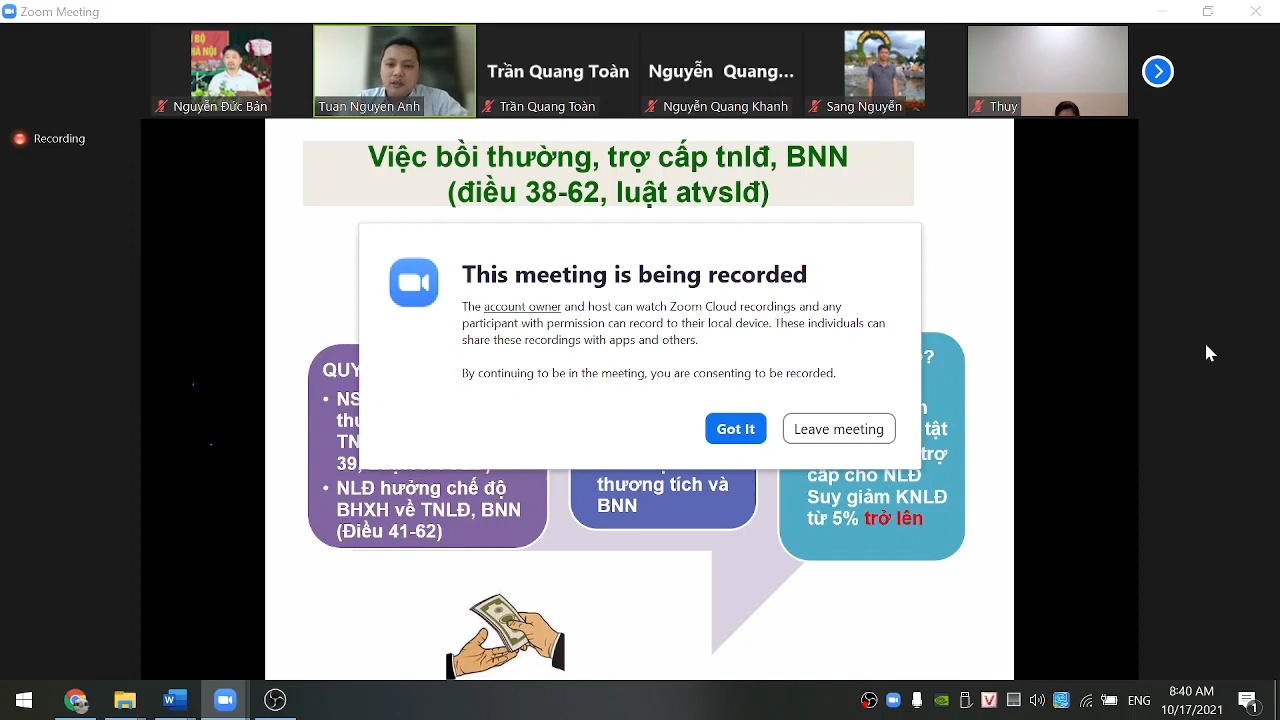 Zoom Meeting
Trần Quang Toàn
Nguyễn Quang...
Nguyễn Đức Bản
Tuan Nguyen Anh
Trần Quang Toàn
Nguyễn Quang Khanh
Sang Nguyễn
Thuy
Recording
Việc bồi thường, trợ cấp tnlđ, BNN
(điều 38-62, luật atvslđ)
This meeting is being recorded
The account owner and host can watch Zoom Cloud recordings and any
participant with permission can record to their local device. These individuals can
share these recordings with apps and others.
By continuing to be in the meeting, you are consenting to be recorded.
Got It
Leave meeting
• NLĐ hưởng chế độ
BHXH về TNLĐ, BNN
(Điều 41-62)
thương tích và
BNN
?
tật
trợ
cấp cho NLĐ
Suy giảm KNLĐ
từ 5% trở lên
ENG
8:40 AM
10/17/2021